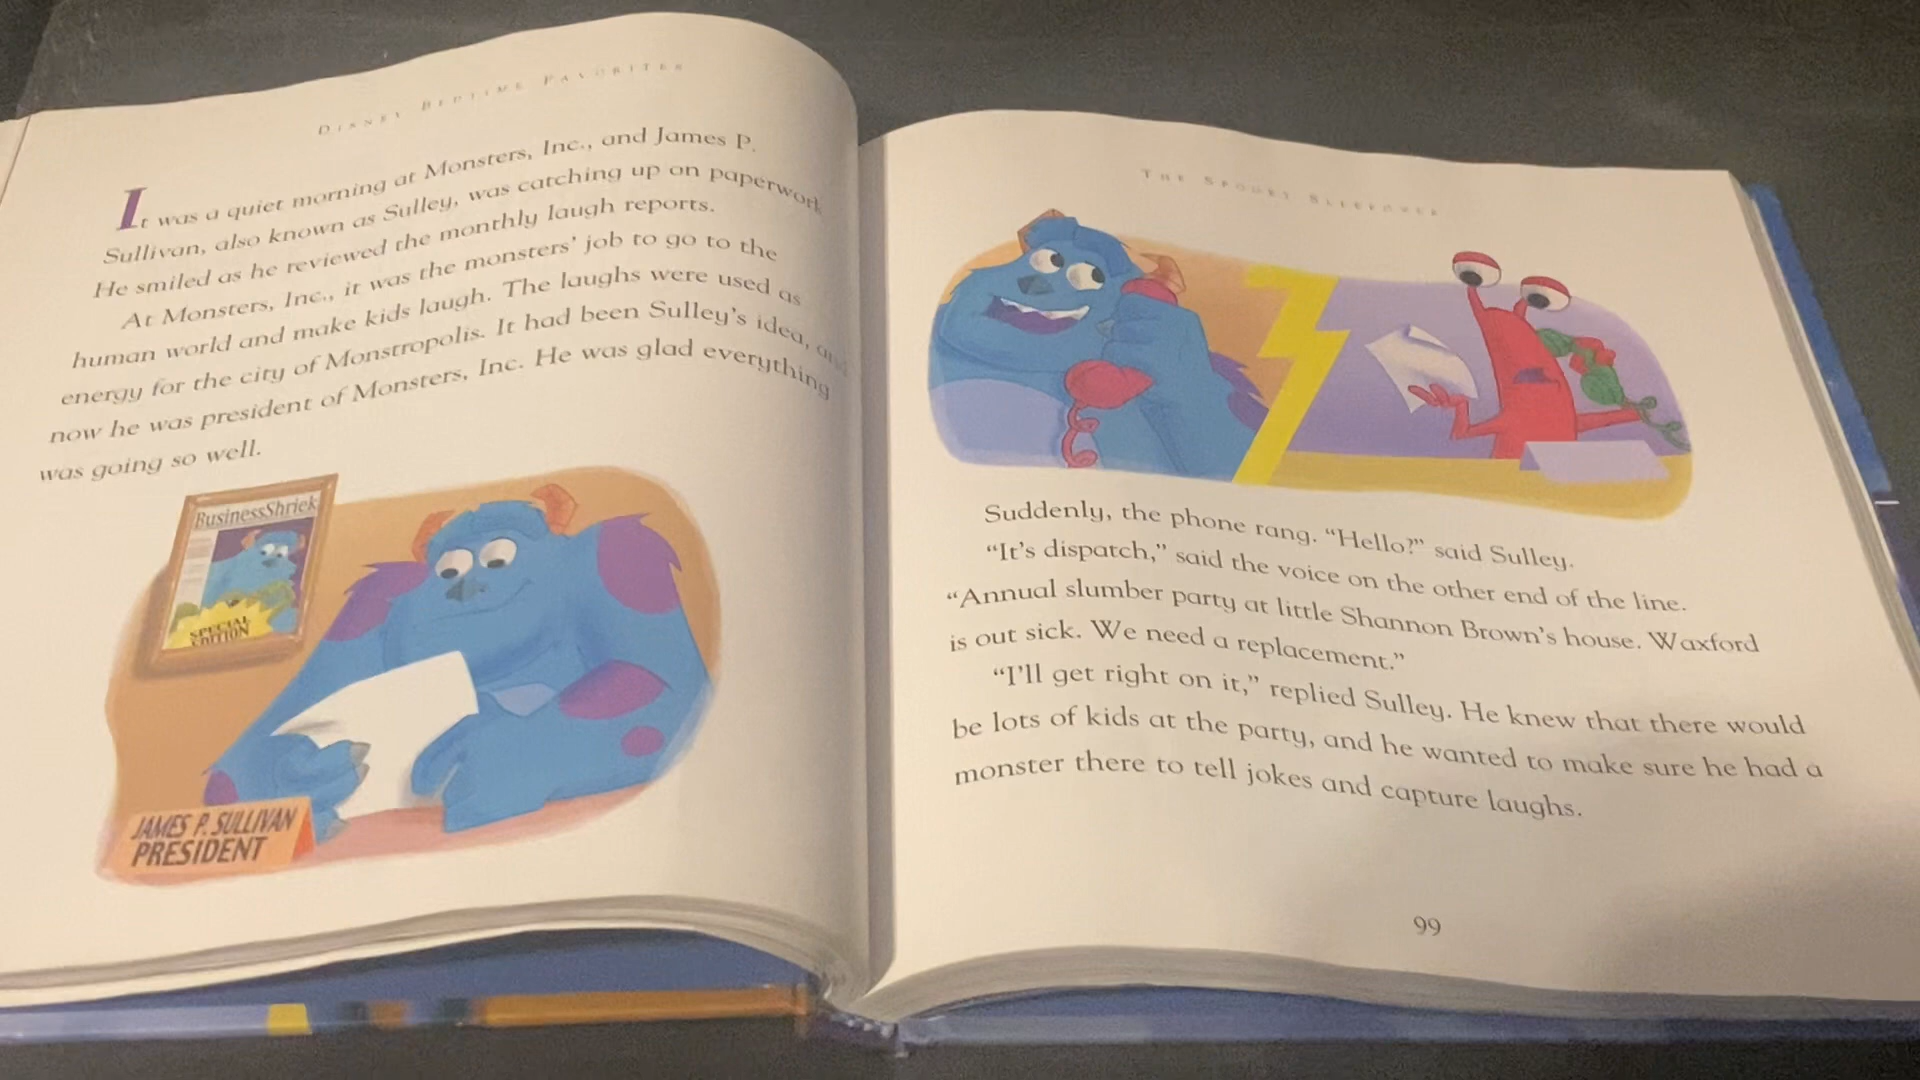 DISNEY BEDTIME FAVORITES
It was a quiet morning at Monsters, Inc., and James P.
Sullivan, also known as Sulley, was catching up on paperwork.
He smiled as he reviewed the monthly laugh reports.
At Monsters, Inc., it was the monsters' job to go to the
human world and make kids laugh. The laughs were used as
energy for the city of Monstropolis. It had been Sulley's idea, and
now he was president of Monsters, Inc. He was glad everything
was going so well.
BusinessShriek
SPECIAL
EDITION
JAMES P. SULLIVAN
PRESIDENT
THE SPOOKY SLEEPOVER
Suddenly, the phone rang. “Hello?” said Sulley.
“It's dispatch,” said the voice on the other end of the line.
“Annual slumber party at little Shannon Brown's house. Waxford
is out sick. We need a replacement.”
“I'll get right on it,” replied Sulley. He knew that there would
be lots of kids at the party, and he wanted to make sure he had a
monster there to tell jokes and capture laughs.
99